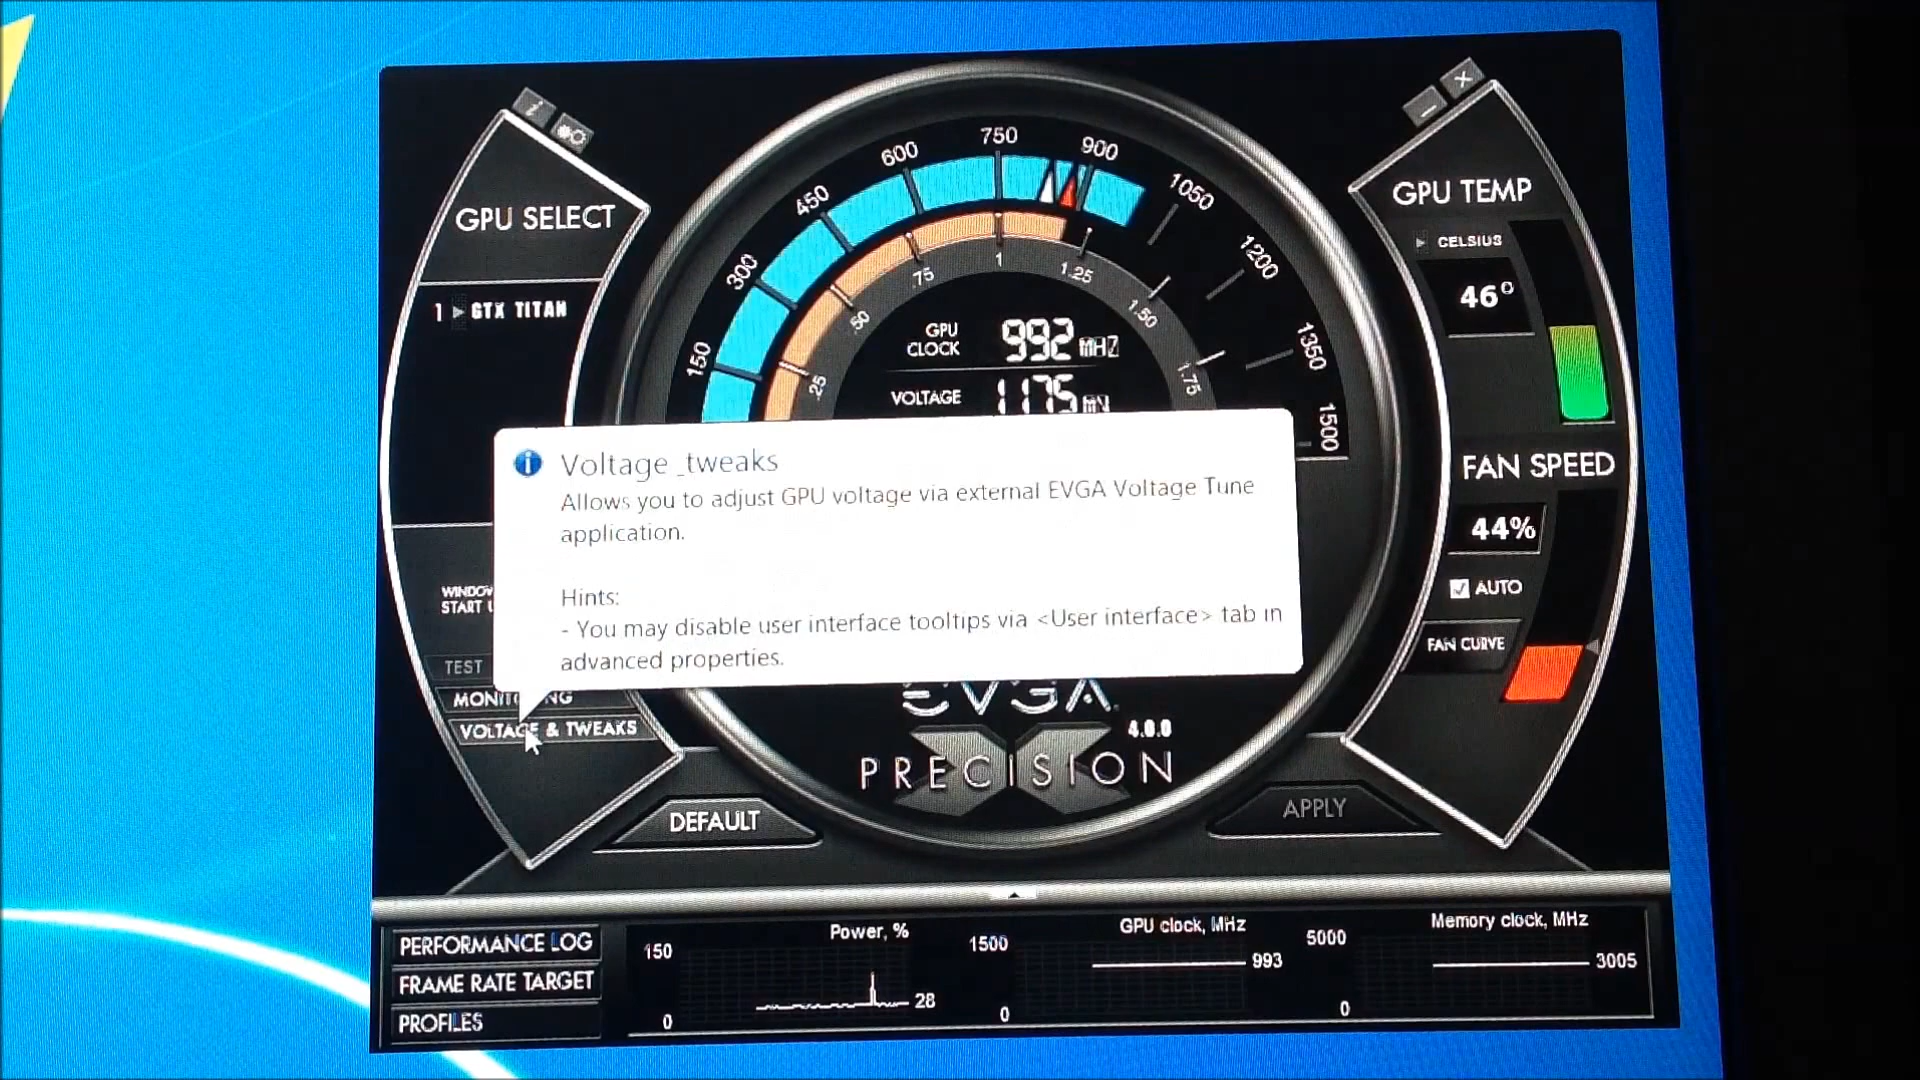 i
750
600
900
450
1050
300
1200
150
1350
1500
.25
.50
.75
1
1.25
1.50
1.75
GPU SELECT
1 GTX TITAN
GPU
CLOCK
992 MHZ
VOLTAGE
1175 mV
GPU TEMP
CELSIUS
46°
FAN SPEED
44%
AUTO
FAN CURVE
Voltage _tweaks
Allows you to adjust GPU voltage via external EVGA Voltage Tune
application.
Hints:
- You may disable user interface tooltips via <User interface> tab in
advanced properties.
WINDOW
START U
TEST
MONITORING
VOLTAGE & TWEAKS
EVGA
4.0.0
PRECISION
DEFAULT
APPLY
PERFORMANCE LOG
FRAME RATE TARGET
PROFILES
Power, %
150
28
0
GPU clock, MHz
1500
993
0
Memory clock, MHz
5000
3005
0